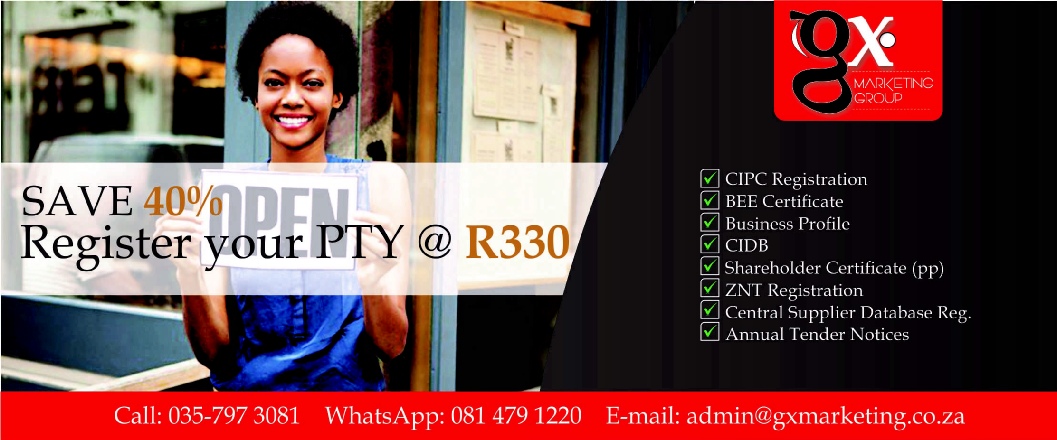 gx
MARKETING
GROUP
OPEN
SAVE 40%
Register your PTY @ R330
CIPC Registration
BEE Certificate
Business Profile
CIDB
Shareholder Certificate (pp)
ZNT Registration
Central Supplier Database Reg.
Annual Tender Notices
Call: 035-797 3081 WhatsApp: 081 479 1220 E-mail: admin@gxmarketing.co.za